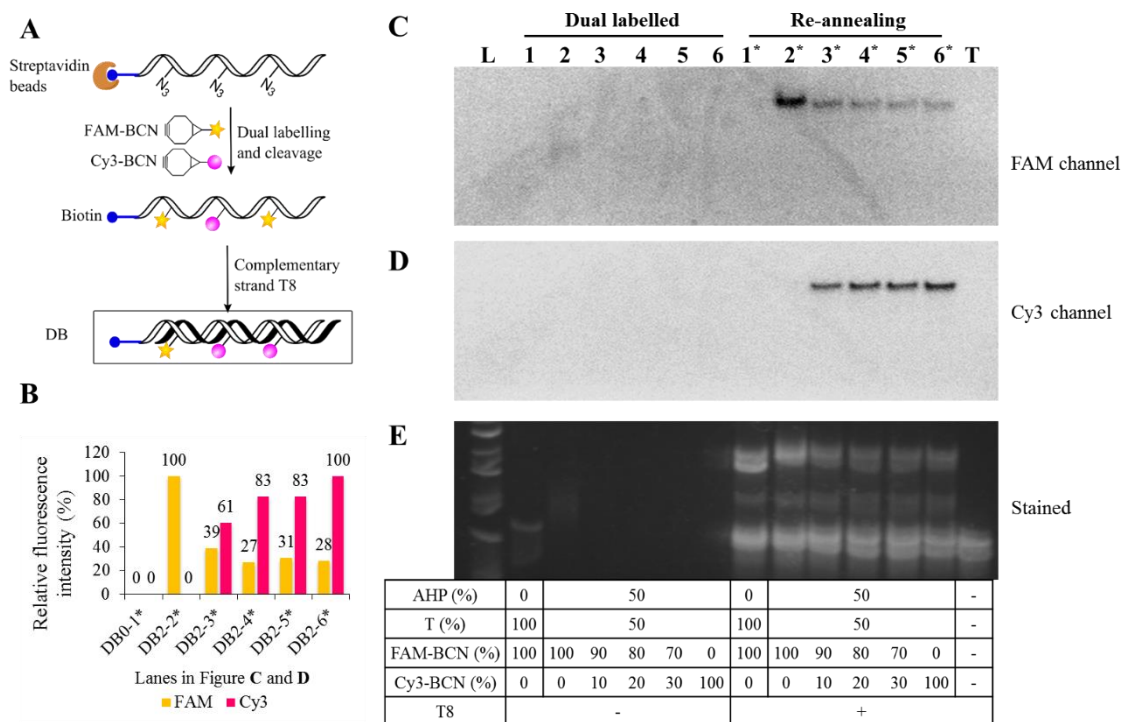 A
Streptavidin
beads
N3
N3
N3
FAM-BCN
Cy3-BCN
Dual labelling
and cleavage
Biotin
Complementary
strand T8
DB
B
Relative fluorescence
intensity (%)
120
100
80
60
40
20
0
0 0
100
0
39
61
27
83
31
83
28
100
DB0-1*
DB2-2*
DB2-3*
DB2-4*
DB2-5*
DB2-6*
Lanes in Figure C and D
FAM Cy3
C
Dual labelled Re-annealing
L 1 2 3 4 5 6 1* 2* 3* 4* 5* 6* T
FAM channel
D
Cy3 channel
E
Stained
AHP (%) 0 50 0 50 -
T (%) 100 50 100 50 -
FAM-BCN (%) 100 100 90 80 70 0 100 100 90 80 70 0 -
Cy3-BCN (%) 0 0 10 20 30 100 0 0 10 20 30 100 -
T8 - +